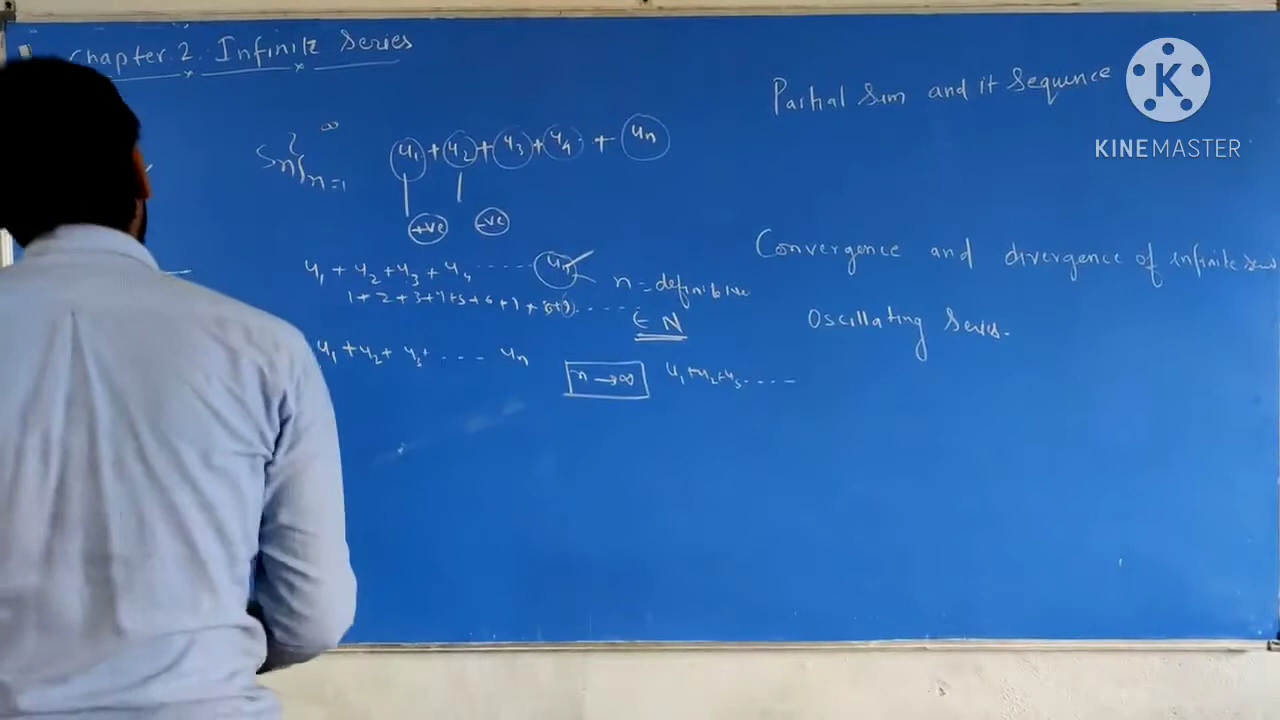 Chapter. 2. Infinite Series
Partial Sum and it Sequence
KINEMASTER
{Sn}∞n=1
u1 + u2 + u3 + u4 + un
+ve -ve
u1 + u2 + u3 + u4 ...... un
n = definite
1 + 2 + 3 + 4 + 5 + 6 + 7 + 8 + 9 .....
∈ N
u1 + u2 + u3 + .... un
n → ∞
u1 + u2 + u3 ....
Convergence and divergence of infinite
Oscillating Series.